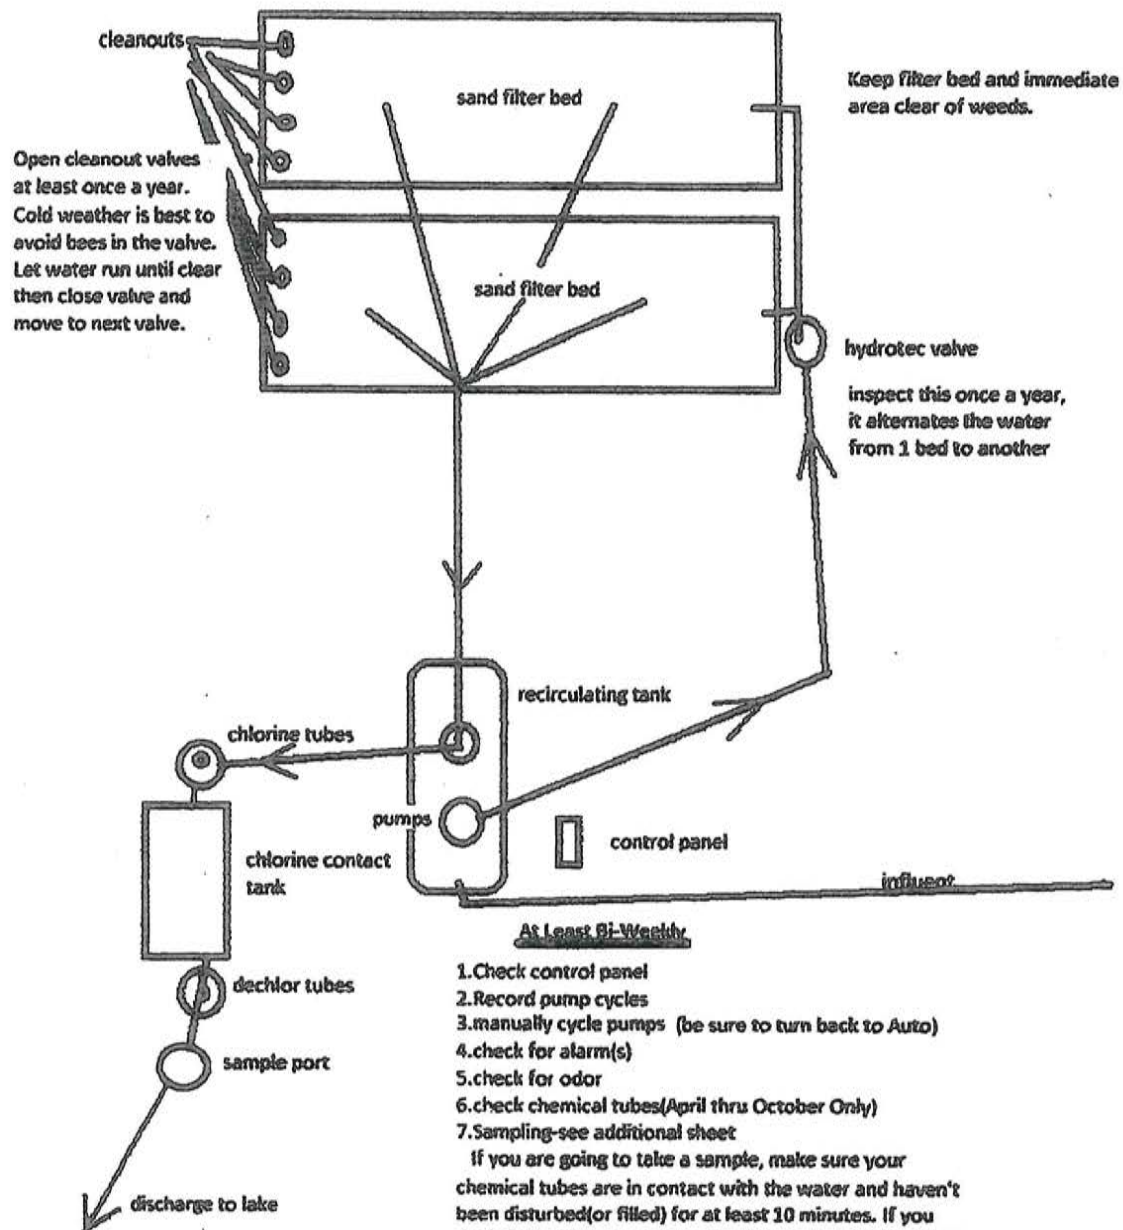 cleanouts
sand filter bed
Keep filter bed and immediate
area clear of weeds.
Open cleanout valves
at least once a year.
Cold weather is best to
avoid bees in the valve.
Let water run until clear
then close valve and
move to next valve.
sand filter bed
hydrotec valve
inspect this once a year,
it alternates the water
from 1 bed to another
recirculating tank
chlorine tubes
pumps
control panel
chlorine contact
tank
influent
At Least Bi-Weekly
dechlor tubes
1.Check control panel
2.Record pump cycles
3.manually cycle pumps (be sure to turn back to Auto)
4.check for alarm(s)
sample port
5.check for odor
6.check chemical tubes(April thru October Only)
7.Sampling-see additional sheet
If you are going to take a sample, make sure your
chemical tubes are in contact with the water and haven't
been disturbed(or filled) for at least 10 minutes. If you
discharge to lake